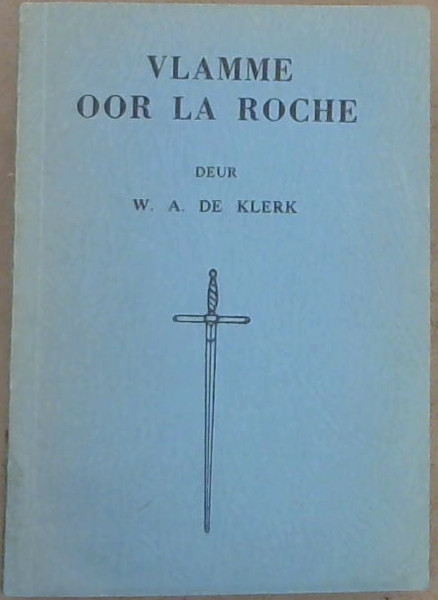 VLAMME
OOR LA ROCHE
DEUR
W. A. DE KLERK